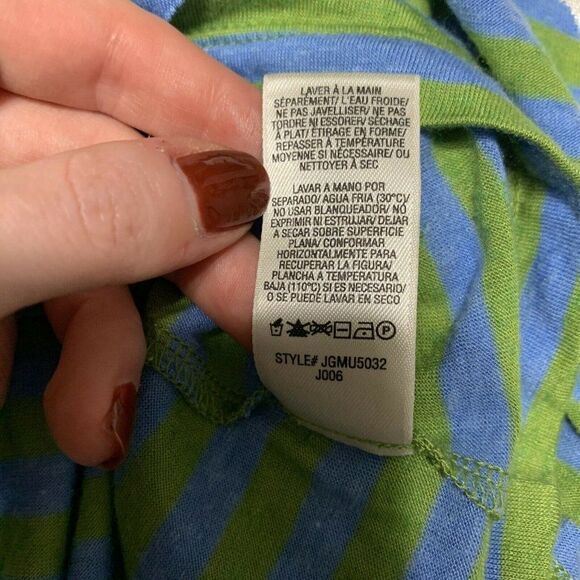 LAVER À LA MAIN
SÉPARÉMENT/ L'EAU FROIDE/
NE PAS JAVELLISER/ NE PAS
TORDRE NI ESSORER/ SÉCHAGE
À PLAT/ ÉTIRAGE EN FORME/
REPASSER À TEMPÉRATURE
MOYENNE SI NÉCESSAIRE/ OU
NETTOYER À SEC
LAVAR A MANO POR
SEPARADO/ AGUA FRIA (30°C)/
NO USAR BLANQUEADOR/ NO
EXPRIMIR NI ESTRUJAR/ DEJAR
A SECAR SOBRE SUPERFICIE
PLANA/ CONFORMAR
HORIZONTALMENTE PARA
RECUPERAR LA FIGURA/
PLANCHA A TEMPERATURA
BAJA (110°C) SI ES NECESARIO/
O SE PUEDE LAVAR EN SECO
STYLE# JGMU5032
J006